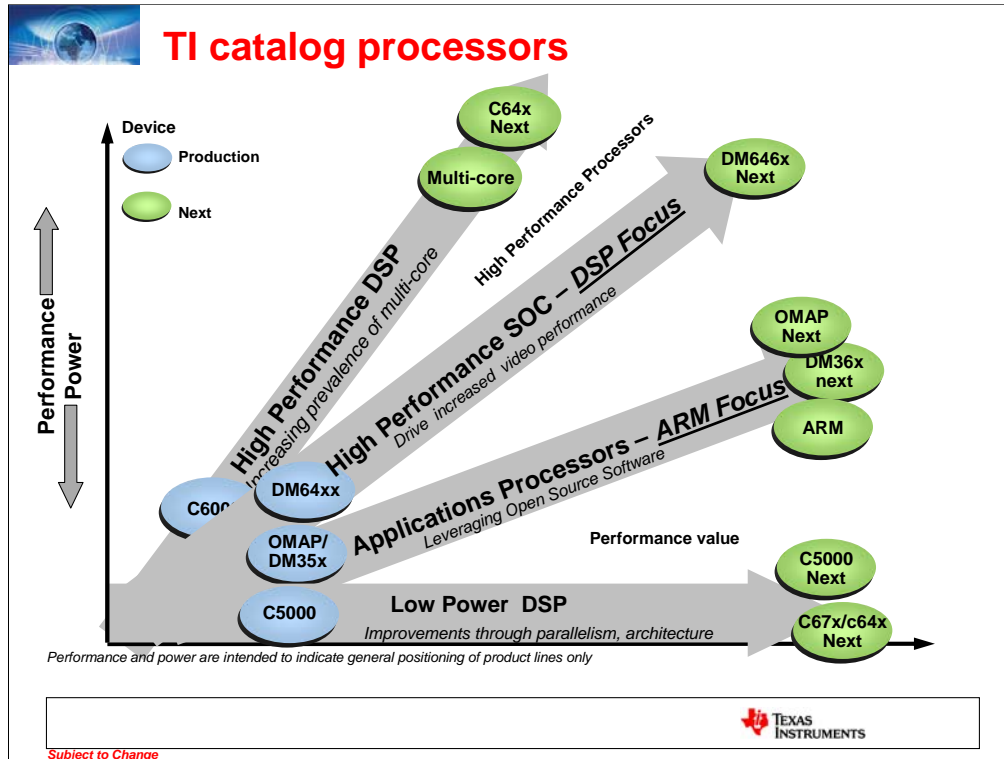 TI catalog processors
Device
Production
Next
Performance
Power
C64x
Next
Multi-core
High Performance Processors
DM646x
Next
High Performance DSP
Increasing prevalence of multi-core
High Performance SOC – DSP Focus
Drive increased video performance
OMAP
Next
DM36x
next
ARM
Applications Processors – ARM Focus
Leveraging Open Source Software
DM64xx
OMAP/
DM35x
C5000
Performance value
C5000
Next
Low Power DSP
Improvements through parallelism, architecture
C67x/c64x
Next
Performance and power are intended to indicate general positioning of product lines only
TEXAS
INSTRUMENTS
Subject to Change